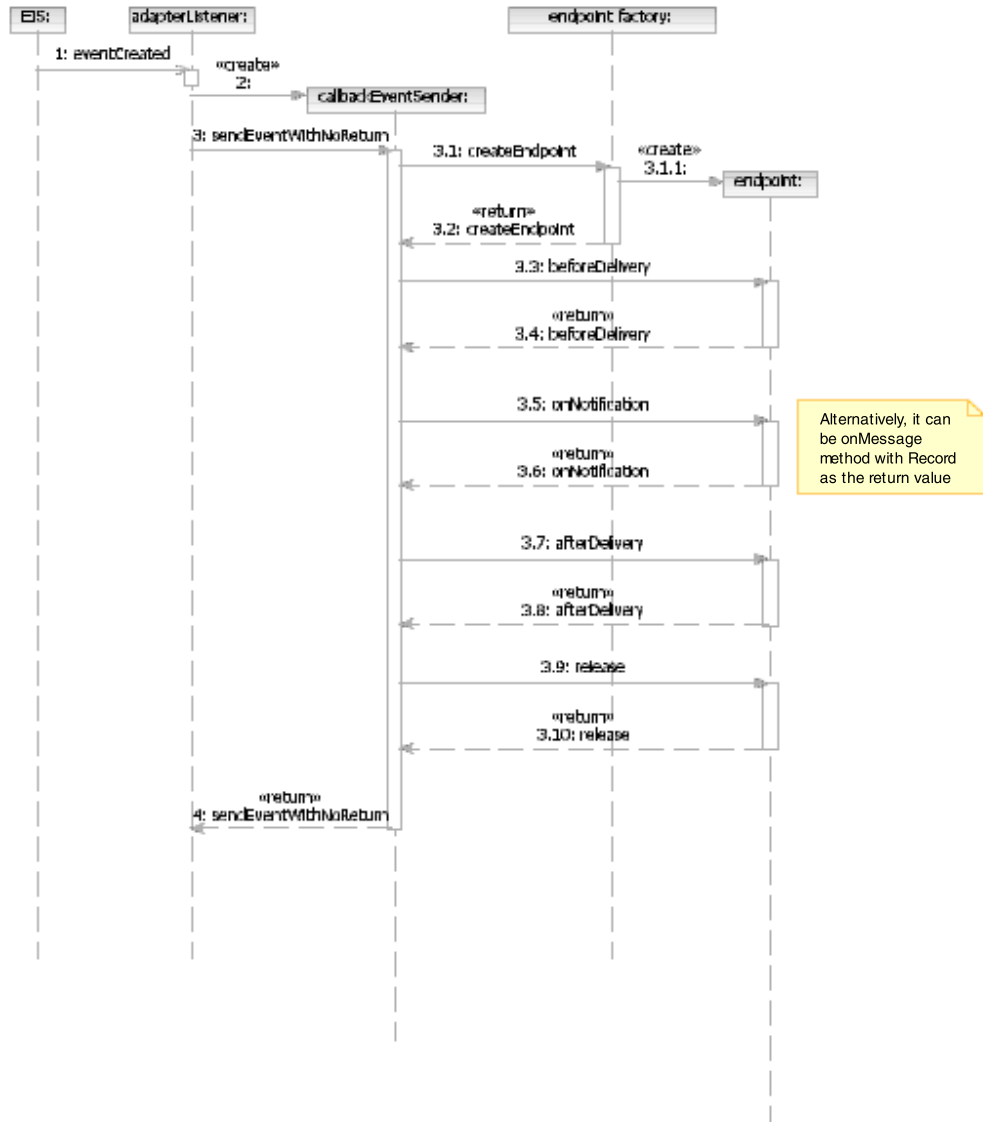 EIS:
adapterListener:
endpoint factory:
1: eventCreated
«create»
2:
callbackEventSender:
3: sendEventWithNoReturn
3.1: createEndpoint
«create»
3.1.1:
endpoint:
«return»
3.2: createEndpoint
3.3: beforeDelivery
«return»
3.4: beforeDelivery
3.5: onNotification
Alternatively, it can
be onMessage
method with Record
as the return value
«return»
3.6: onNotification
3.7: afterDelivery
«return»
3.8: afterDelivery
3.9: release
«return»
3.10: release
«return»
4: sendEventWithNoReturn